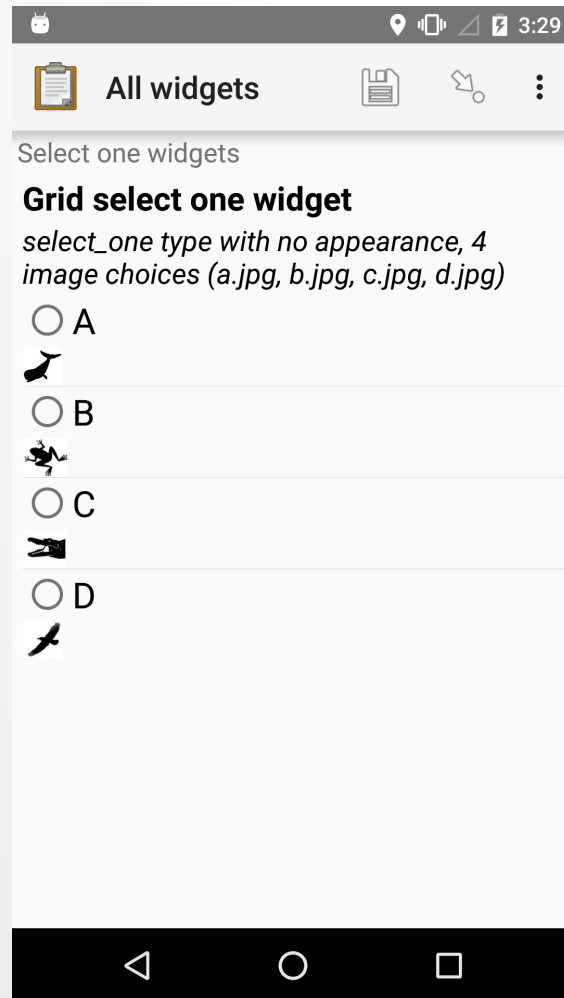 3:29
All widgets
Select one widgets
Grid select one widget
select_one type with no appearance, 4
image choices (a.jpg, b.jpg, c.jpg, d.jpg)
A
B
C
D